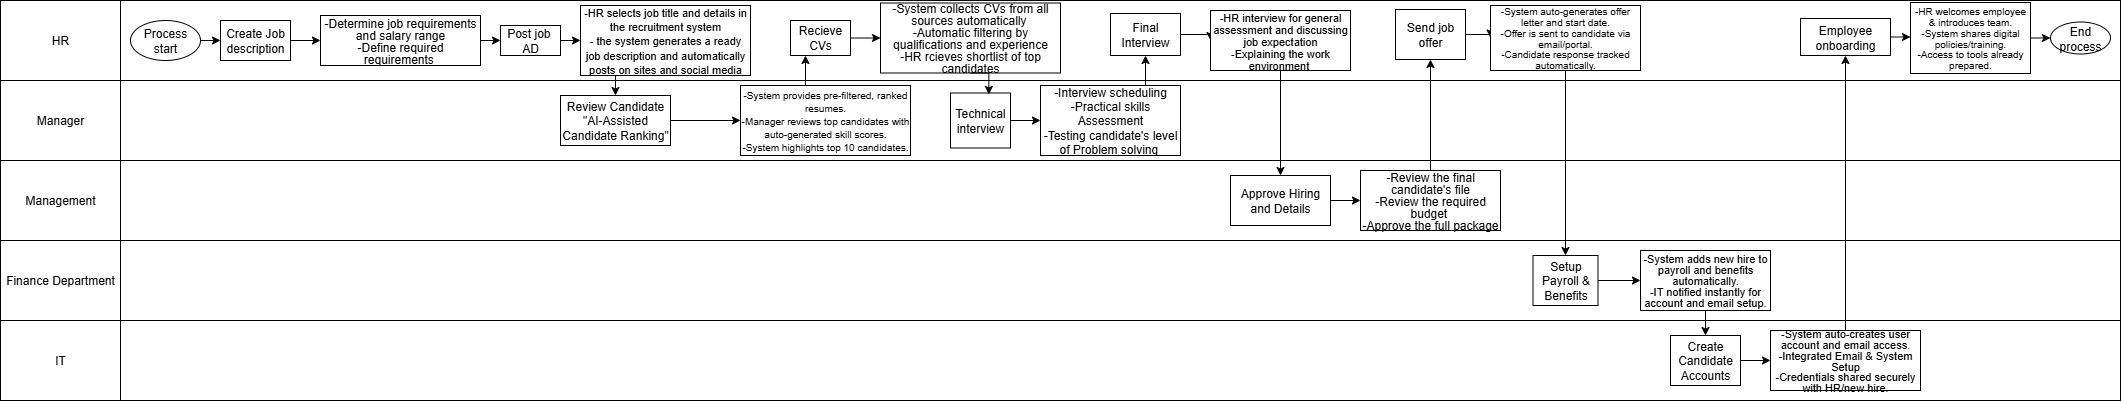 HR
Process
start
Create Job
description
-Determine job requirements
and salary range
-Define required
requirements
Post job
AD
-HR selects job title and details in
the recruitment system
- the system generates a ready
job description and automatically
posts on sites and social media
Recieve
CVs
-System collects CVs from all
sources automatically
-Automatic filtering by
qualifications and experience
-HR rcieves shortlist of top
candidates
Final
Interview
-HR interview for general
assessment and discussing
job expectation
-Explaining the work
environment
Send job
offer
-System auto-generates offer
letter and start date.
-Offer is sent to candidate via
email/portal.
-Candidate response tracked
automatically.
Employee
onboarding
-HR welcomes employee
& introduces team.
-System shares digital
policies/training.
-Access to tools already
prepared.
End
process
Manager
Review Candidate
"AI-Assisted
Candidate Ranking"
-System provides pre-filtered, ranked
resumes.
-Manager reviews top candidates with
auto-generated skill scores.
-System highlights top 10 candidates.
Technical
interview
-Interview scheduling
-Practical skills
Assessment
-Testing candidate's level
of Problem solving
Management
Approve Hiring
and Details
-Review the final
candidate's file
-Review the required
budget
-Approve the full package
Finance Department
Setup
Payroll &
Benefits
-System adds new hire to
payroll and benefits
automatically.
-IT notified instantly for
account and email setup.
IT
Create
Candidate
Accounts
-System auto-creates user
account and email access.
-Integrated Email & System
Setup
-Credentials shared securely
with HR/new hire.